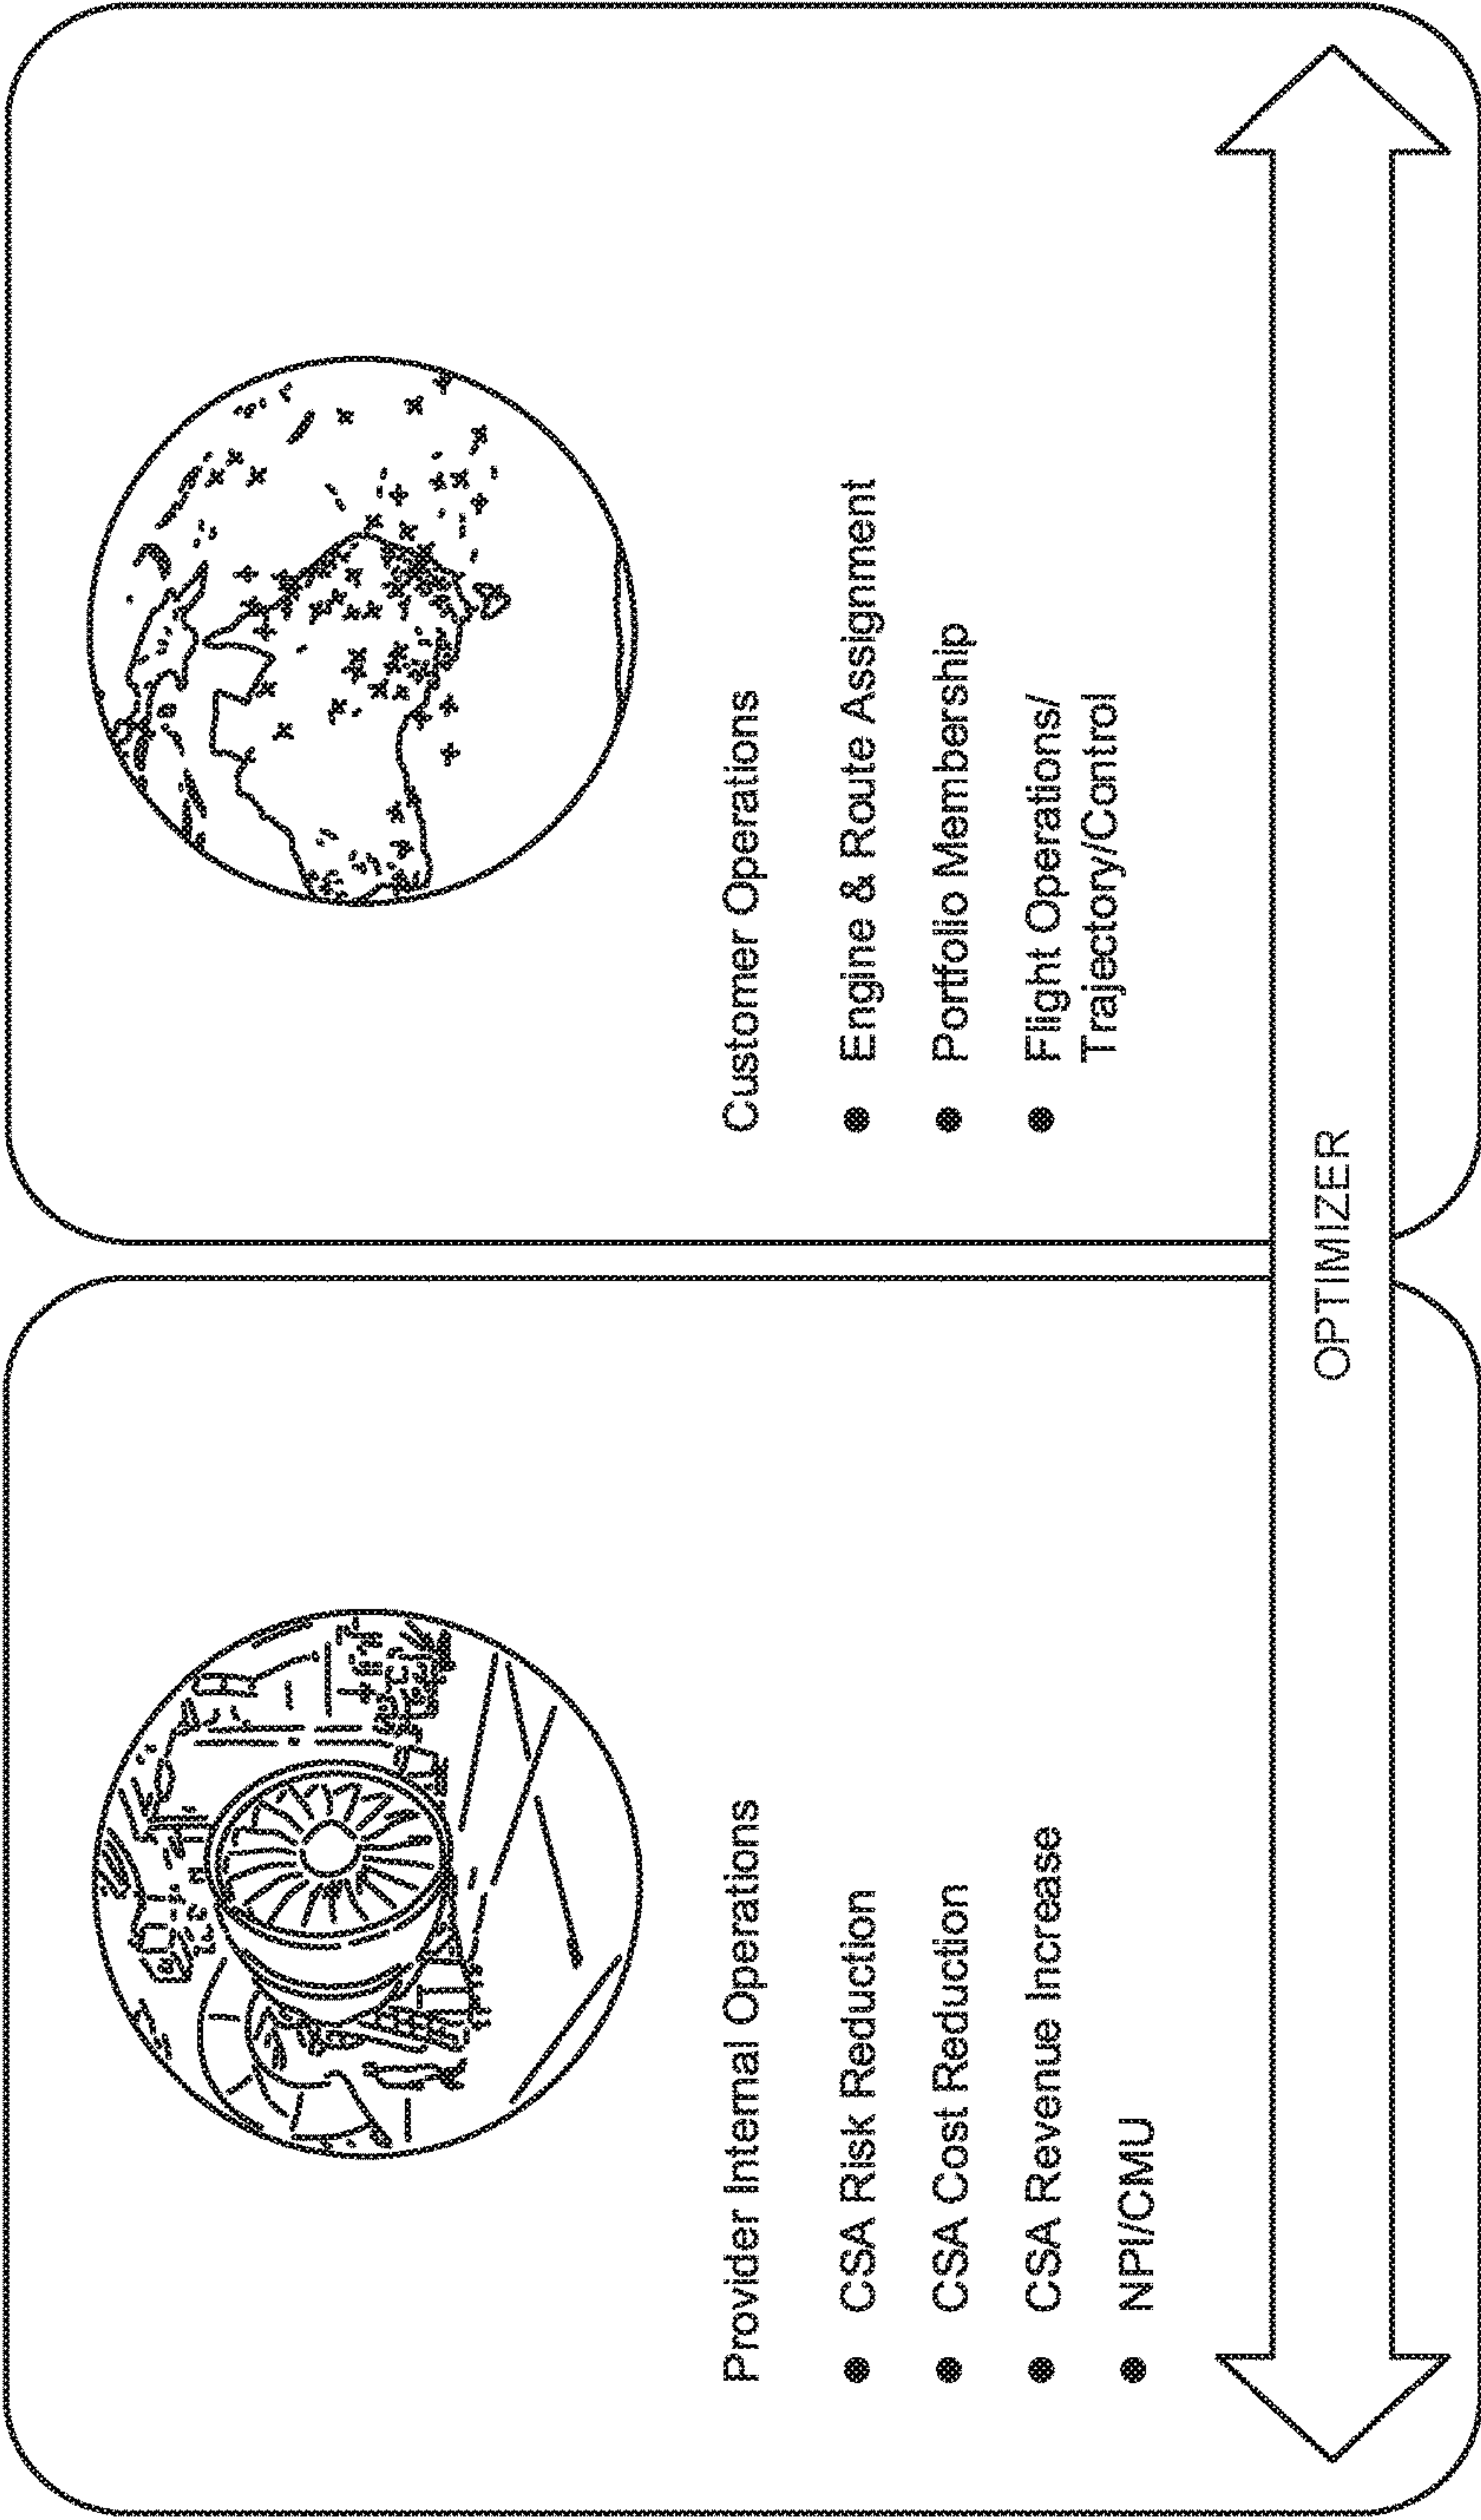 Provider Internal Operations
● CSA Risk Reduction
● CSA Cost Reduction
● CSA Revenue Increase
● NPI/CMU
Customer Operations
● Engine & Route Assignment
● Portfolio Membership
● Flight Operations/
Trajectory/Control
OPTIMIZER